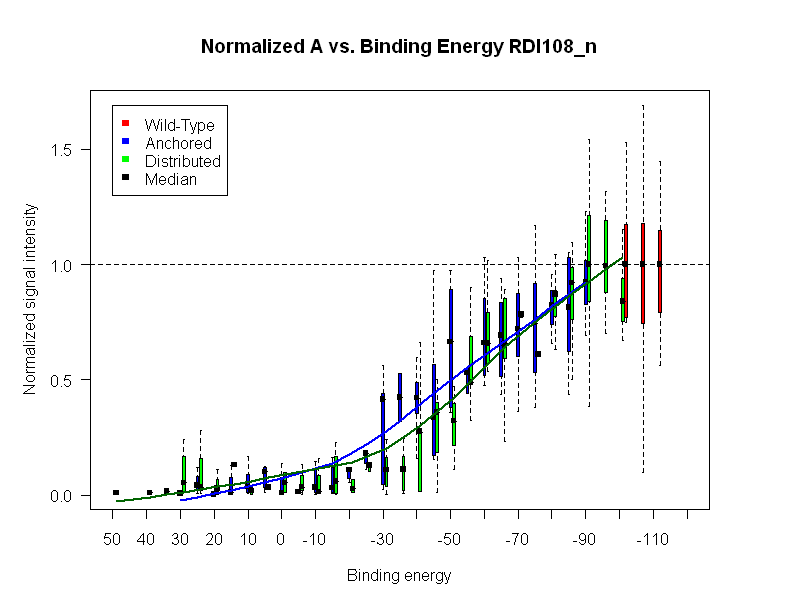 Normalized A vs. Binding Energy RDI108_n
Wild-Type
Anchored
Distributed
Median
Normalized signal intensity
1.5
1.0
0.5
0.0
50 40 30 20 10 0 -10 -30 -50 -70 -90 -110
Binding energy